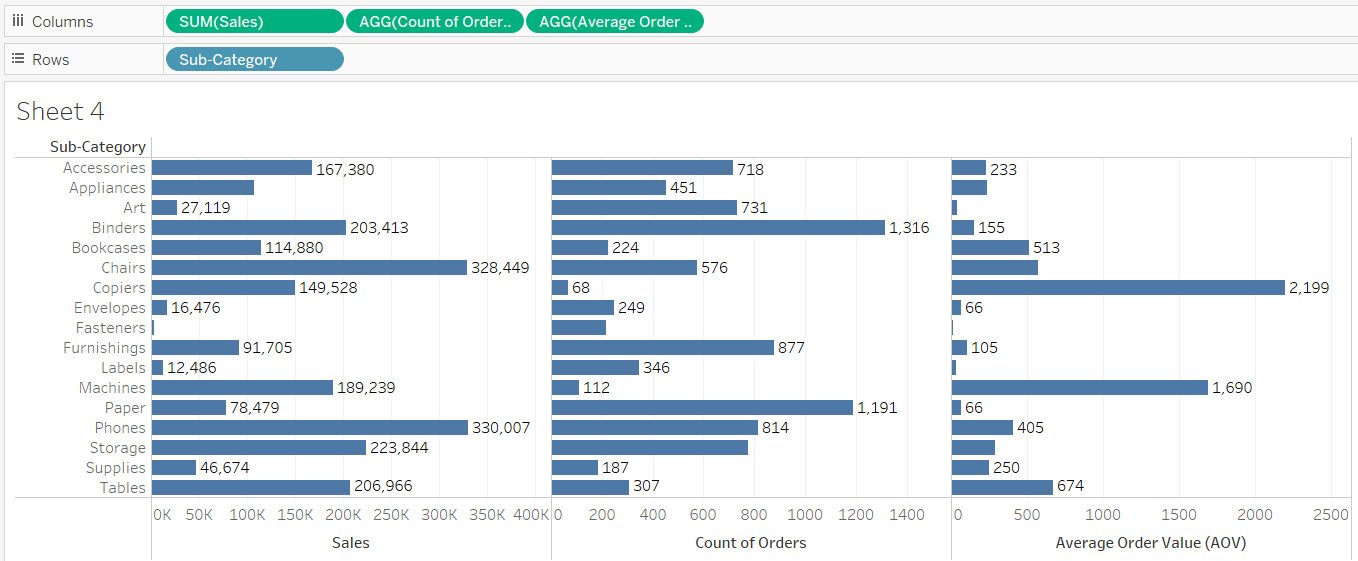 Columns SUM(Sales) AGG(Count of Order.. AGG(Average Order ..
Rows Sub-Category
Sheet 4
Sub-Category
Accessories 167,380 718 233
Appliances 451
Art 27,119 731
Binders 203,413 1,316 155
Bookcases 114,880 224 513
Chairs 328,449 576
Copiers 149,528 68 2,199
Envelopes 16,476 249 66
Fasteners
Furnishings 91,705 877 105
Labels 12,486 346
Machines 189,239 112 1,690
Paper 78,479 1,191 66
Phones 330,007 814 405
Storage 223,844
Supplies 46,674 187 250
Tables 206,966 307 674
0K 50K 100K 150K 200K 250K 300K 350K 400K 0 200 400 600 800 1000 1200 1400 0 500 1000 1500 2000 2500
Sales Count of Orders Average Order Value (AOV)